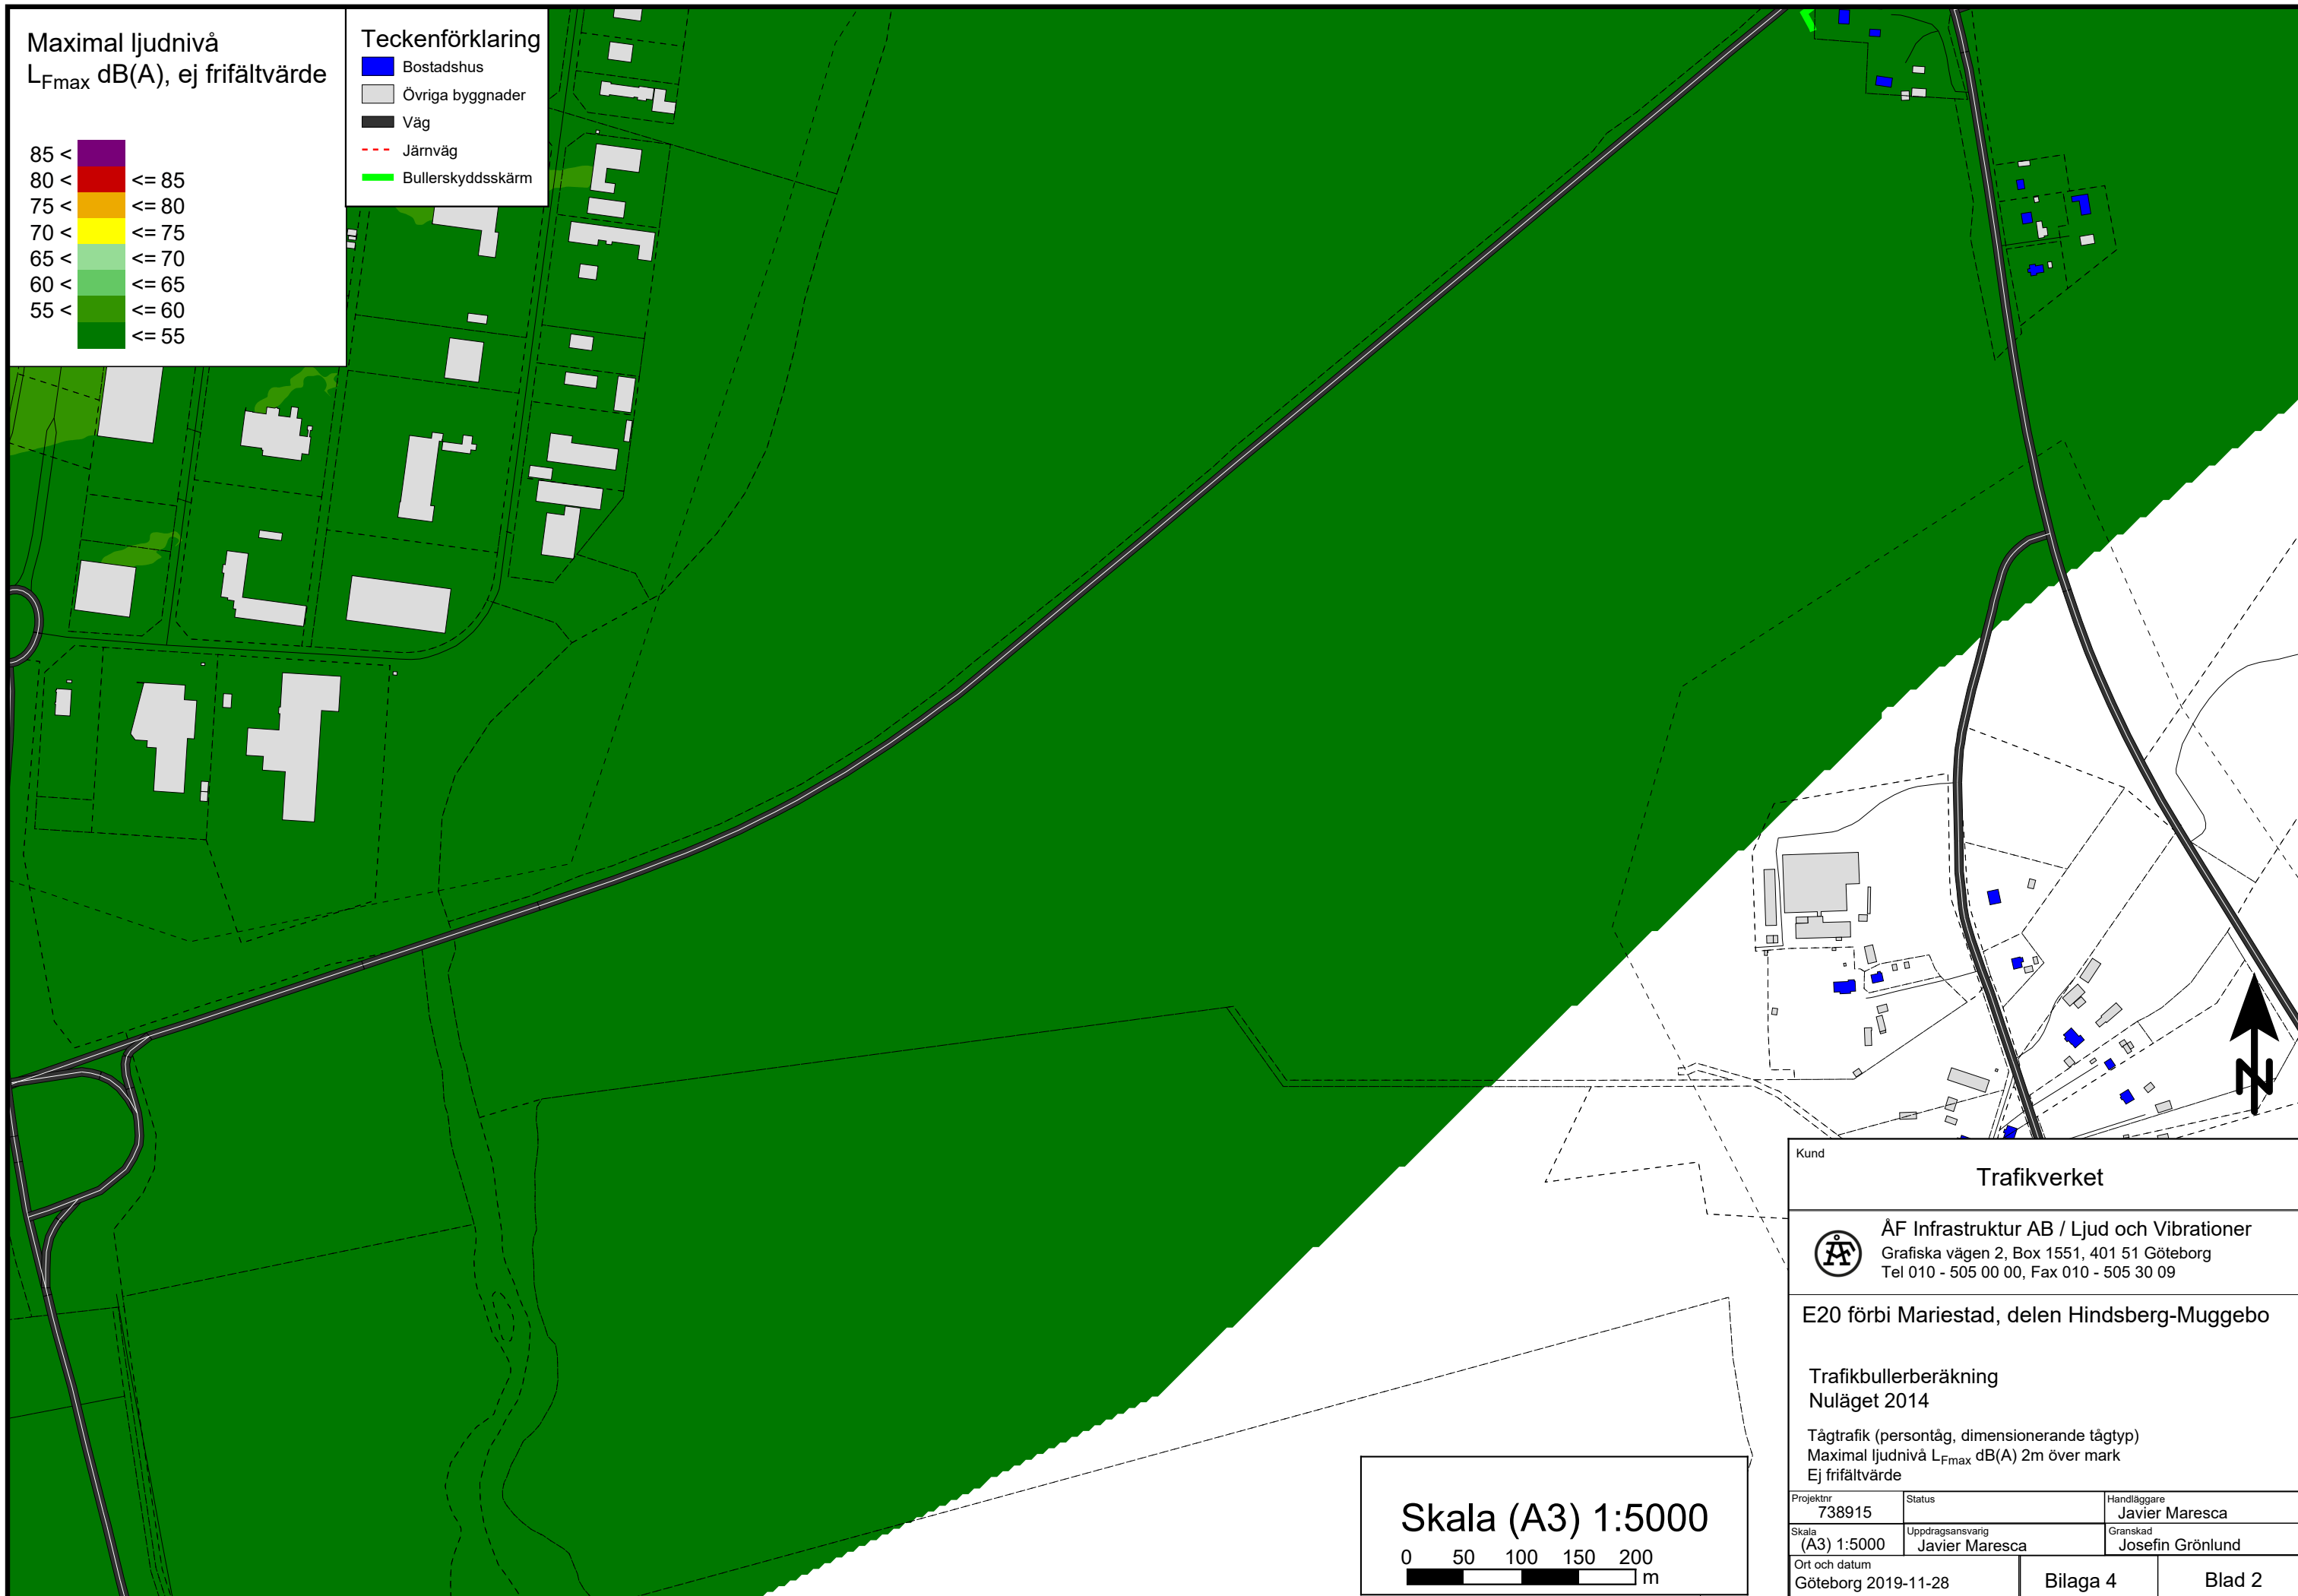 Maximal ljudnivå
LFmax dB(A), ej frifältvärde
85 <
80 < <= 85
75 < <= 80
70 < <= 75
65 < <= 70
60 < <= 65
55 < <= 60
<= 55
Teckenförklaring
Bostadshus
Övriga byggnader
Väg
Järnväg
Bullerskyddsskärm
N
Skala (A3) 1:5000
0 50 100 150 200
m
Kund
Trafikverket
ÅF
ÅF Infrastruktur AB / Ljud och Vibrationer
Grafiska vägen 2, Box 1551, 401 51 Göteborg
Tel 010 - 505 00 00, Fax 010 - 505 30 09
E20 förbi Mariestad, delen Hindsberg-Muggebo
Trafikbullerberäkning
Nuläget 2014
Tågtrafik (persontåg, dimensionerande tågtyp)
Maximal ljudnivå LFmax dB(A) 2m över mark
Ej frifältvärde
Projektnr
738915
Status
Handläggare
Javier Maresca
Skala
(A3) 1:5000
Uppdragsansvarig
Javier Maresca
Granskad
Josefin Grönlund
Ort och datum
Göteborg 2019-11-28
Bilaga 4
Blad 2